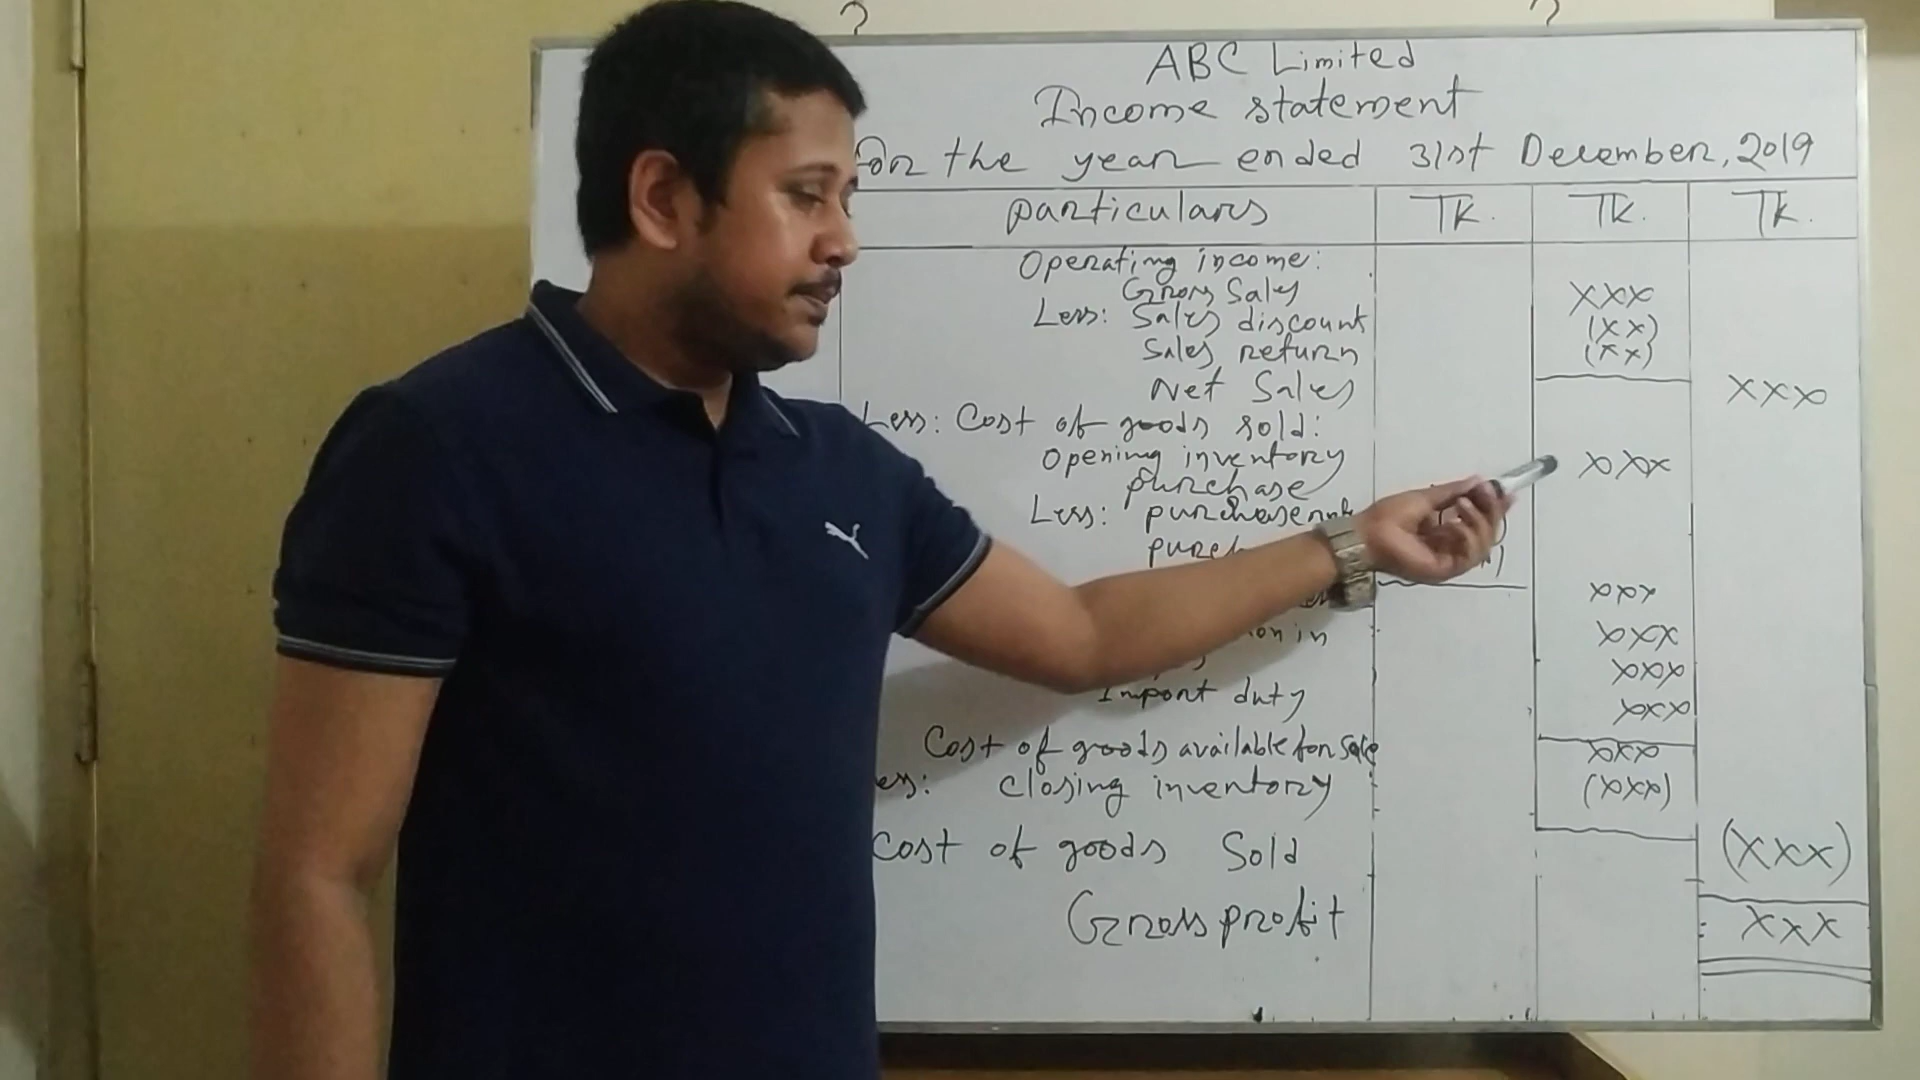 ABC Limited
Income statement
For the year ended 31st December, 2019
particulars TK. TK. TK.
Operating income:
Gross Sales XXX
Less: Sales discount (XX)
Sales return (XX)
Net Sales XXX
Less: Cost of goods sold:
Opening inventory XXX
purchase
Less: purchase
XXX
XXX
XXX
Import duty XXX
Cost of goods available for sale XXX
closing inventory (XXX)
Cost of goods Sold (XXX)
Gross profit XXX